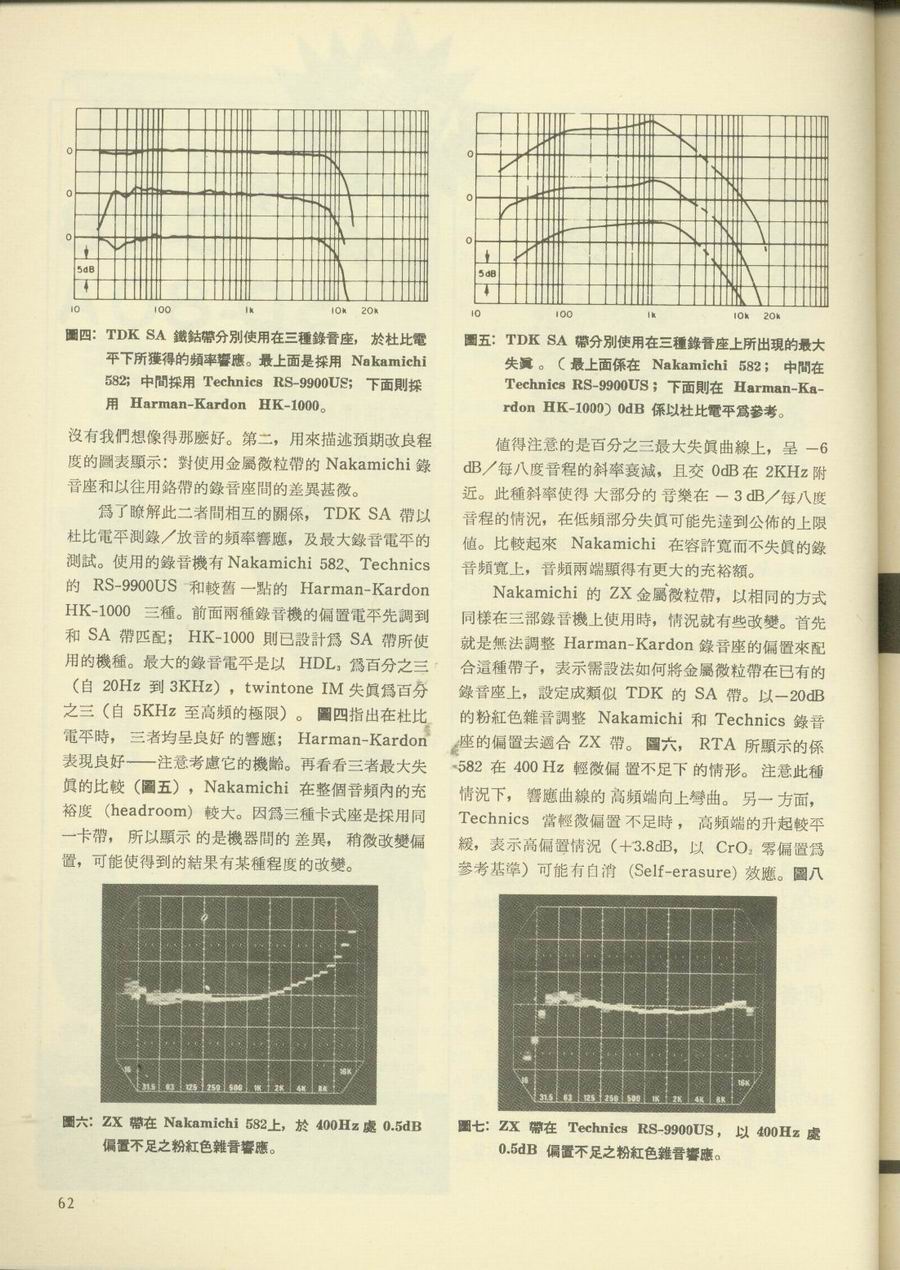 0
0
0
5dB
10 100 1k 10k 20k
圖四: TDK SA 鐵鈷帶分別使用在三種錄音座， 於杜比電
平下所獲得的頻率響應。最上面是採用 Nakamichi
582; 中間採用 Technics RS-9900US; 下面則採
用 Harman-Kardon HK-1000。
沒有我們想像得那麽好。第二，用來描述預期改良程
度的圖表顯示：對使用金屬微粒帶的 Nakamichi 錄
音座和以往用鉻帶的錄音座間的差異甚微。
爲了瞭解此二者間相互的關係， TDK SA 帶以
杜比電平測錄／放音的頻率響應，及最大錄音電平的
測試。使用的錄音機有 Nakamichi 582、Technics
的 RS-9900US 和較舊一點的 Harman-Kardon
HK-1000 三種。前面兩種錄音機的偏置電平先調到
和 SA 帶匹配； HK-1000 則已設計爲 SA 帶所使
用的機種。最大的錄音電平是以 HDL₃ 爲百分之三
（自 20Hz 到 3KHz），twintone IM 失眞爲百分
之三（自 5KHz 至高頻的極限）。 圖四指出在杜比
電平時， 三者均呈良好的響應； Harman-Kardon
表現良好──注意考慮它的機齡。再看看三者最大失
眞的比較（圖五），Nakamichi 在整個音頻內的充
裕度 （headroom）較大。因爲三種卡式座是採用同
一卡帶， 所以顯示的是機器間的差異， 稍微改變偏
置，可能使得到的結果有某種程度的改變。
16 31.5 63 125 250 500 1K 2K 4K 8K 16K
圖六: ZX 帶在 Nakamichi 582上，於 400Hz 處 0.5dB
偏置不足之粉紅色雜音響應。
62
0
0
0
5dB
10 100 1k 10k 20k
圖五: TDK SA 帶分別使用在三種錄音座上所出現的最大
失眞。（ 最上面係在 Nakamichi 582； 中間在
Technics RS-9900US； 下面則在 Harman-Ka-
rdon HK-1000）0dB 係以杜比電平爲參考。
値得注意的是百分之三最大失眞曲線上，呈 −6
dB／每八度音程的斜率衰減，且交 0dB 在 2KHz 附
近。此種斜率使得大部分的音樂在 − 3 dB／每八度
音程的情況，在低頻部分失眞可能先達到公佈的上限
値。比較起來 Nakamichi 在容許寬而不失眞的錄
音頻寬上，音頻兩端顯得有更大的充裕額。
Nakamichi 的 ZX 金屬微粒帶，以相同的方式
同樣在三部錄音機上使用時，情況就有些改變。首先
就是無法調整 Harman-Kardon 錄音座的偏置來配
合這種帶子，表示需設法如何將金屬微粒帶在已有的
錄音座上，設定成類似 TDK 的 SA 帶。以−20dB
的粉紅色雜音調整 Nakamichi 和 Technics 錄音
座的偏置去適合 ZX 帶。 圖六， RTA 所顯示的係
582 在 400 Hz 輕微偏置不足下的情形。 注意此種
情況下， 響應曲線的高頻端向上彎曲。另一方面，
Technics 當輕微偏置不足時， 高頻端的升起較平
緩，表示高偏置情況（＋3.8dB，以 CrO₂ 零偏置爲
參考基準）可能有自消 （Self-erasure）效應。圖八
16 31.5 63 125 250 500 1K 2K 4K 8K 16K
圖七: ZX 帶在 Technics RS-9900US， 以 400Hz 處
0.5dB 偏置不足之粉紅色雜音響應。